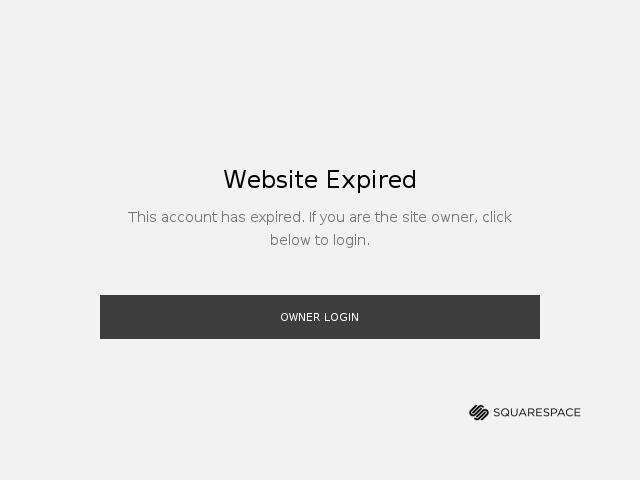 Website Expired
This account has expired. If you are the site owner, click
below to login.
OWNER LOGIN
SQUARESPACE